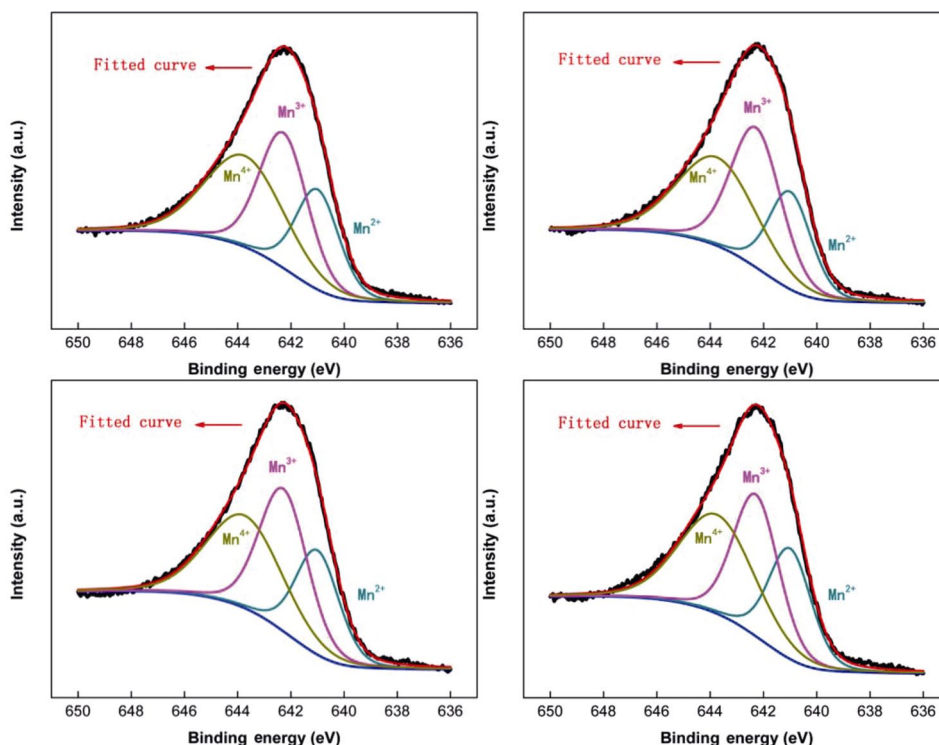 Fitted curve
Mn³⁺
Mn⁴⁺
Mn²⁺
Intensity (a.u.)
650 648 646 644 642 640 638 636
Binding energy (eV)
Fitted curve
Mn³⁺
Mn⁴⁺
Mn²⁺
Intensity (a.u.)
650 648 646 644 642 640 638 636
Binding energy (eV)
Fitted curve
Mn³⁺
Mn⁴⁺
Mn²⁺
Intensity (a.u.)
650 648 646 644 642 640 638 636
Binding energy (eV)
Fitted curve
Mn³⁺
Mn⁴⁺
Mn²⁺
Intensity (a.u.)
650 648 646 644 642 640 638 636
Binding energy (eV)